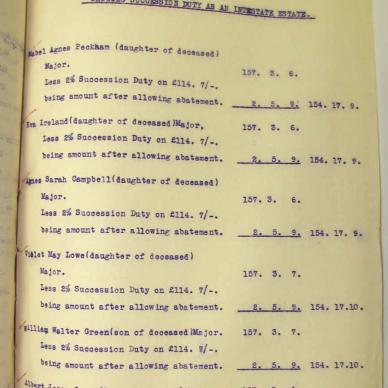 SUCCESSION DUTY AS AN INTESTATE ESTATE.
Mabel Agnes Peckham (daughter of deceased)
Major. 157. 3. 6.
Less 2% Succession Duty on £114. 7/-.
being amount after allowing abatement. 2. 5. 9. 154. 17. 9.
Eva Ireland (daughter of deceased)Major, 157. 3. 6.
Less 2% Succession Duty on £114. 7/-.
being amount after allowing abatement. 2. 5. 9. 154. 17. 9.
Agnes Sarah Campbell(daughter of deceased)
Major. 157. 3. 6.
Less 2% Succession Duty on £114. 7/-.
being amount after allowing abatement. 2. 5. 9. 154. 17. 9.
Violet May Lowe(daughter of deceased)
Major. 157. 3. 7.
Less 2% Succession Duty on £114. 7/-.
being amount after allowing abatement. 2. 5. 9. 154. 17.10.
William Walter Green(son of deceased)Major. 157. 3. 7.
Less 2% Succession Duty on £114. 7/-.
being amount after allowing abatement. 2. 5. 9. 154. 17.10.
Albert